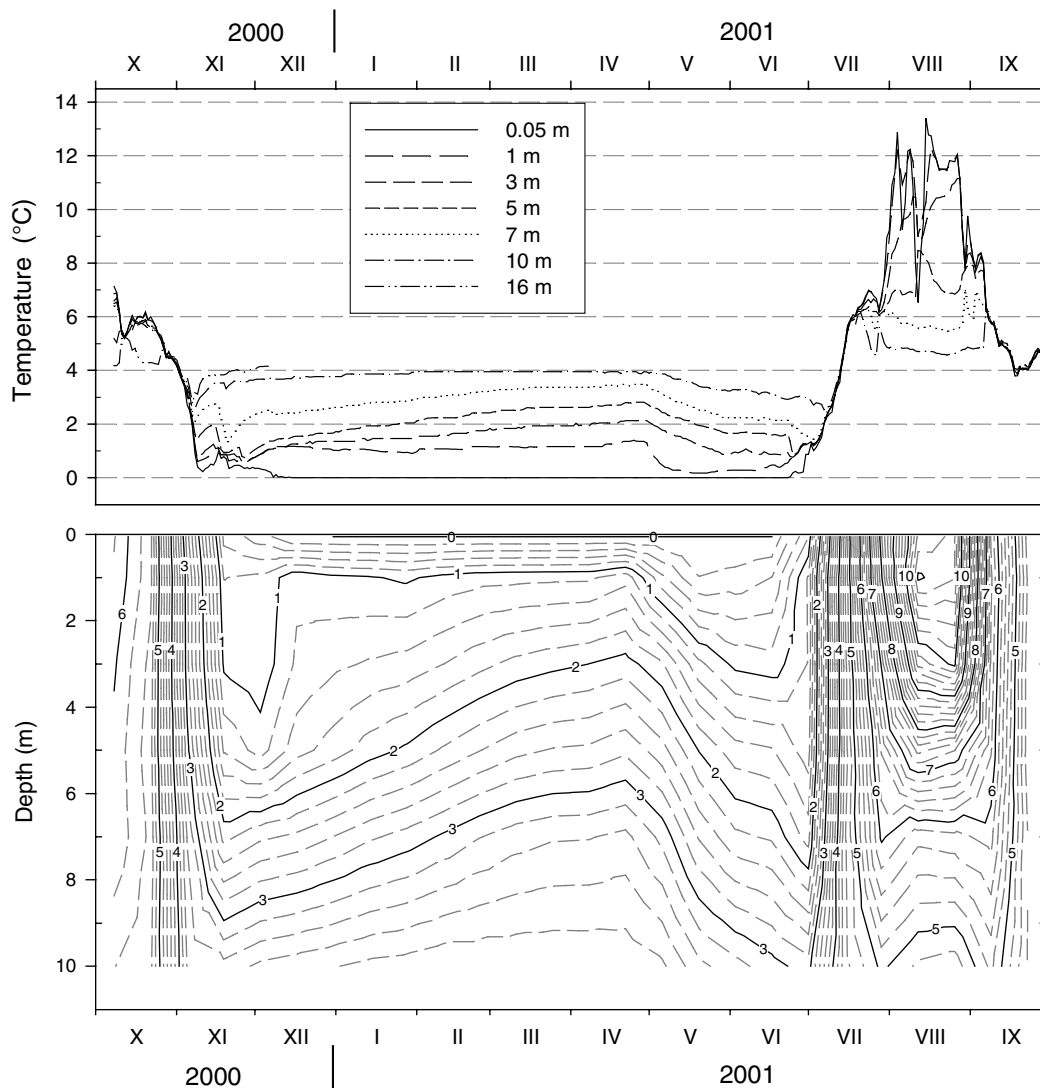 2000 2001
X XI XII I II III IV V VI VII VIII IX
Temperature (°C)
14
12
10
8
6
4
2
0
0.05 m
1 m
3 m
5 m
7 m
10 m
16 m
Depth (m)
0
2
4
6
8
10
0 0
1 1 1 1 1
2 2 2 2 2 2 2
3 3 3 3 3 3 3 3
4 4 4 4
5 5 5 5 5 5 5
6 6 6 6 6
7 7 7
8 8
9 9
10 10
X XI XII I II III IV V VI VII VIII IX
2000 2001